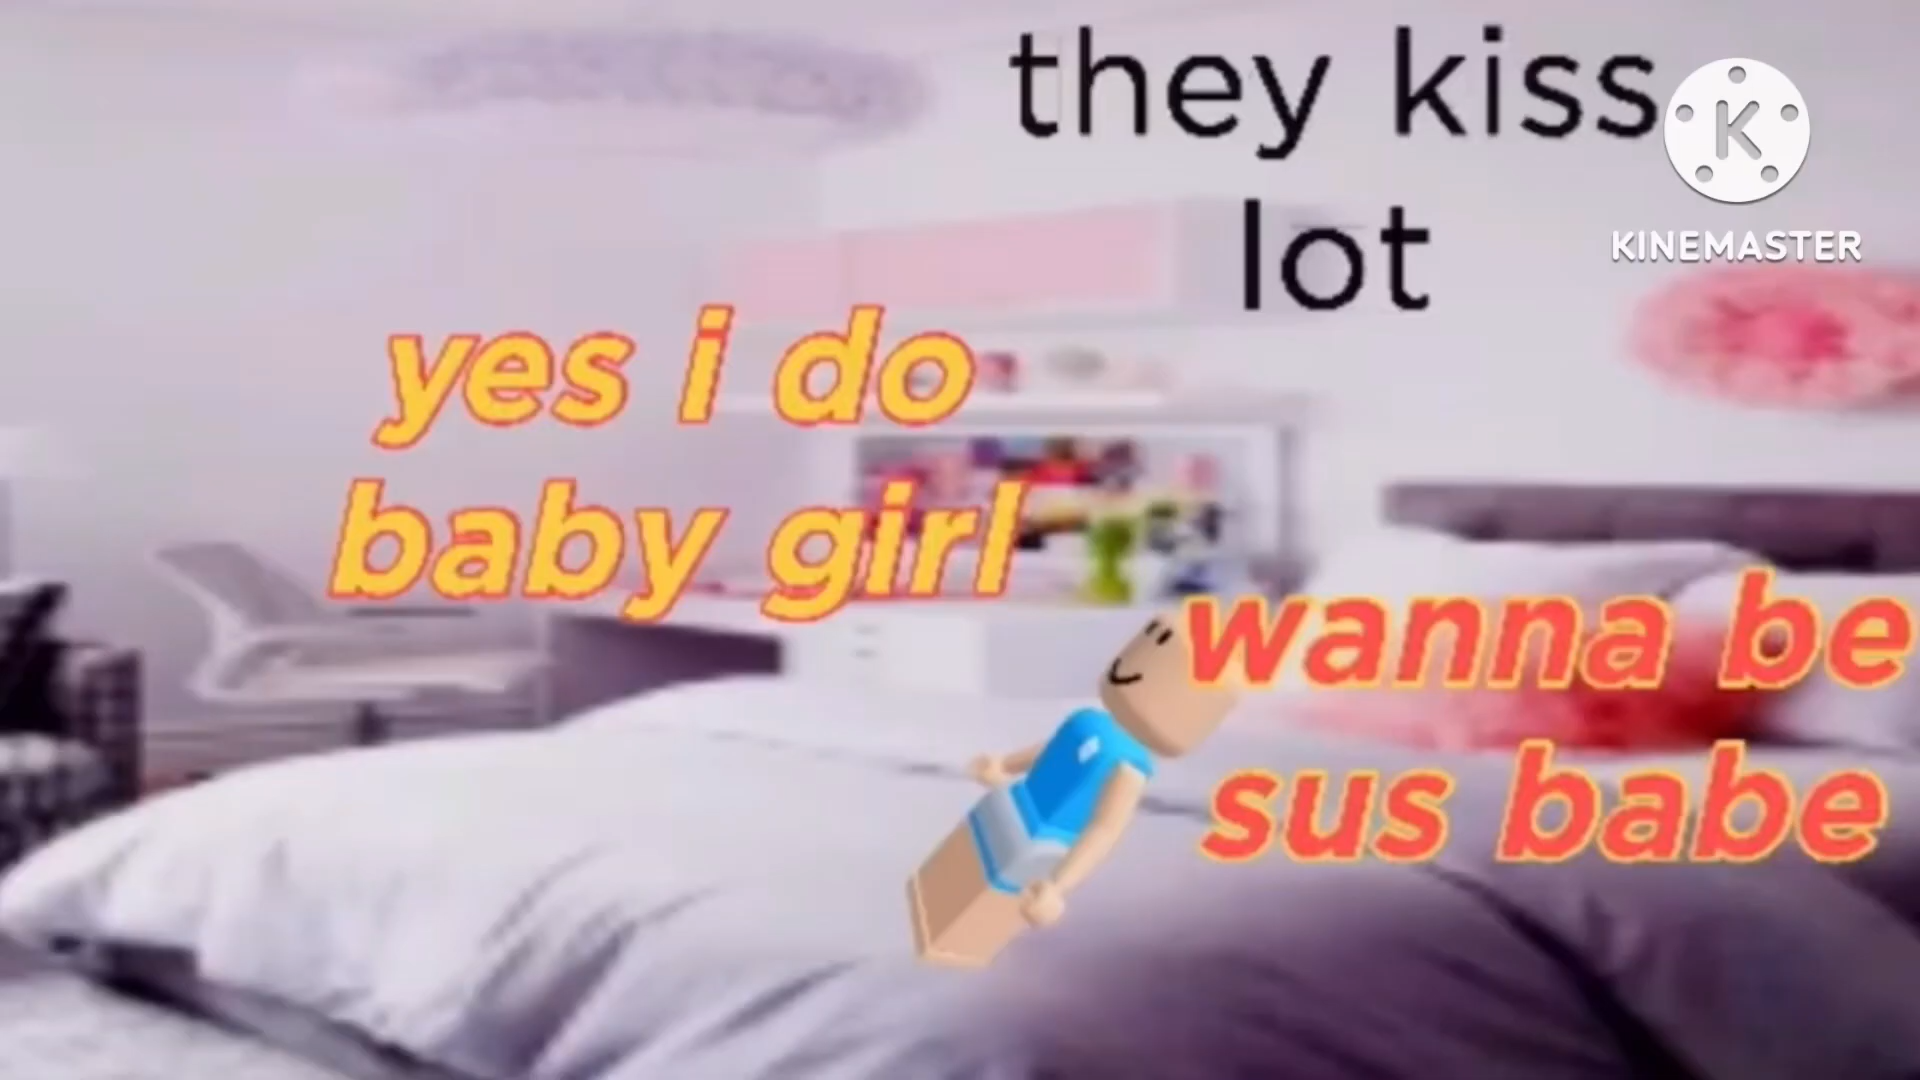 they kiss
lot
K
KINEMASTER
yes i do
baby girl
wanna be
sus babe